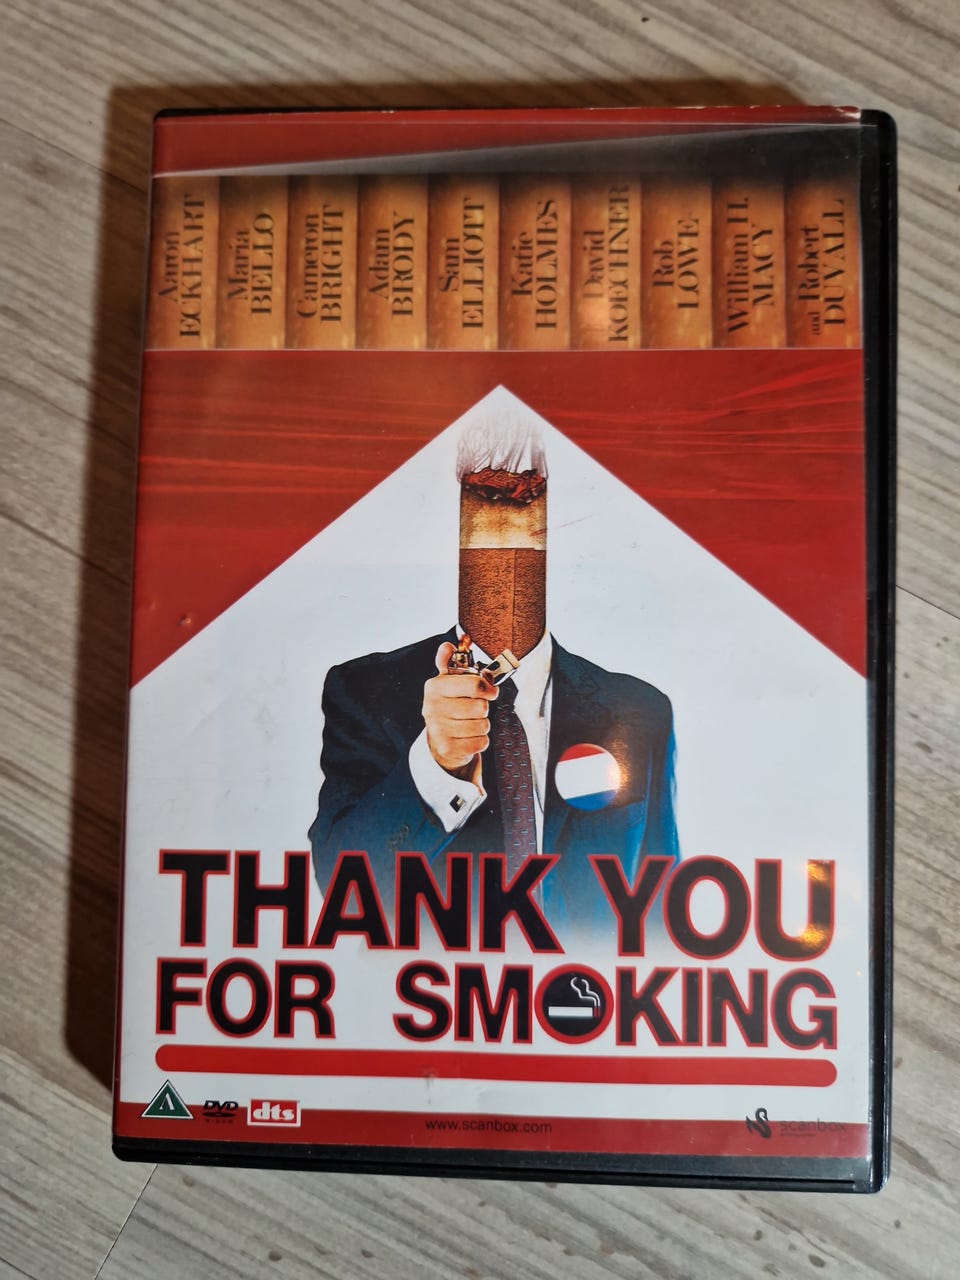 Aaron
ECKHART
Maria
BELLO
Cameron
BRIGHT
Adam
BRODY
Sam
ELLIOTT
Katie
HOLMES
David
KOECHNER
Rob
LOWE
William H.
MACY
and Robert
DUVALL
THANK YOU
FOR SMOKING
A
DVD
VIDEO
dts
www.scanbox.com
scanbox